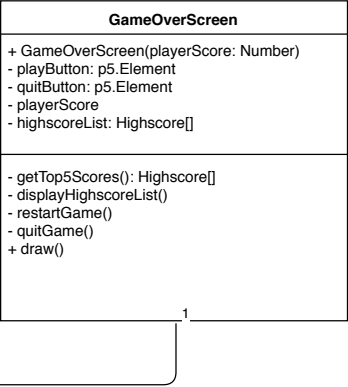 GameOverScreen
+ GameOverScreen(playerScore: Number)
- playButton: p5.Element
- quitButton: p5.Element
- playerScore
- highscoreList: Highscore[]
- getTop5Scores(): Highscore[]
- displayHighscoreList()
- restartGame()
- quitGame()
+ draw()
1